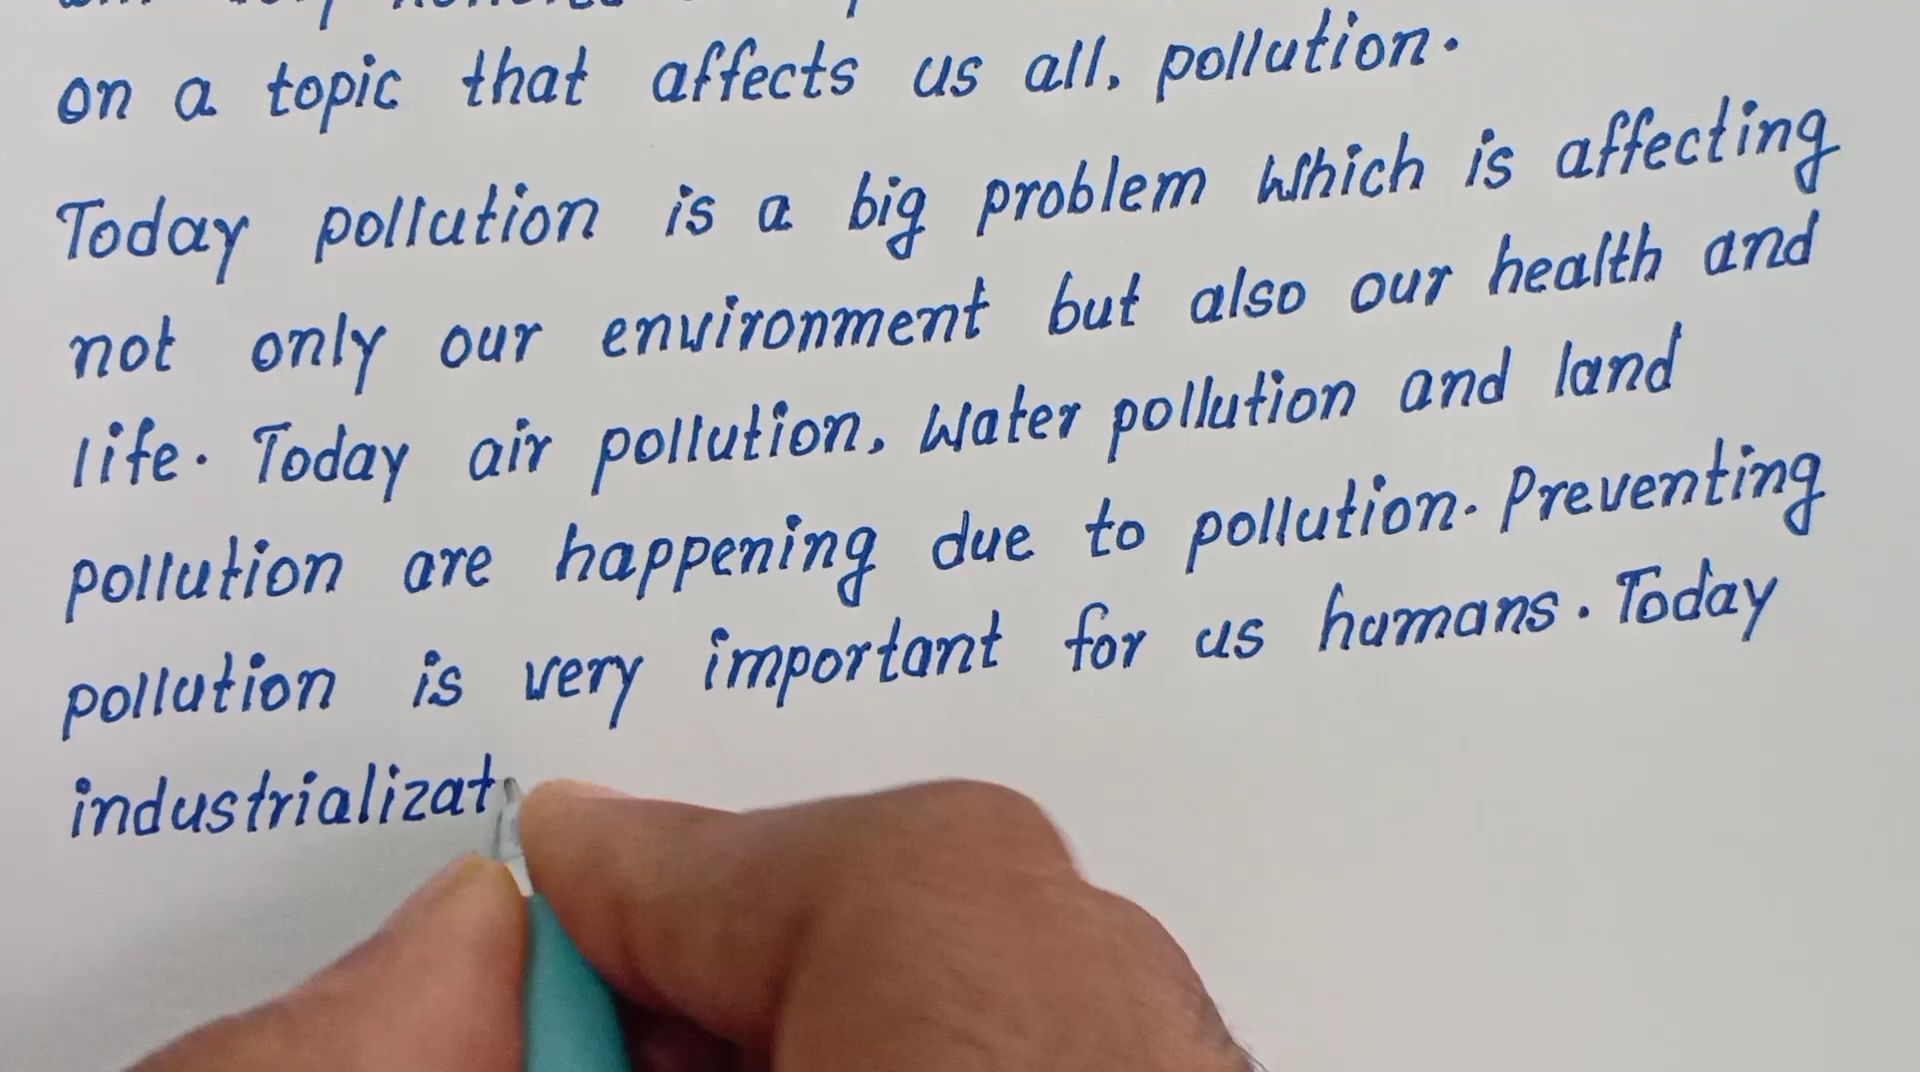 on a topic that affects us all, pollution.
Today pollution is a big problem which is affecting
not only our environment but also our health and
life. Today air pollution, water pollution and land
pollution are happening due to pollution. Preventing
pollution is very important for us humans. Today
industrializat